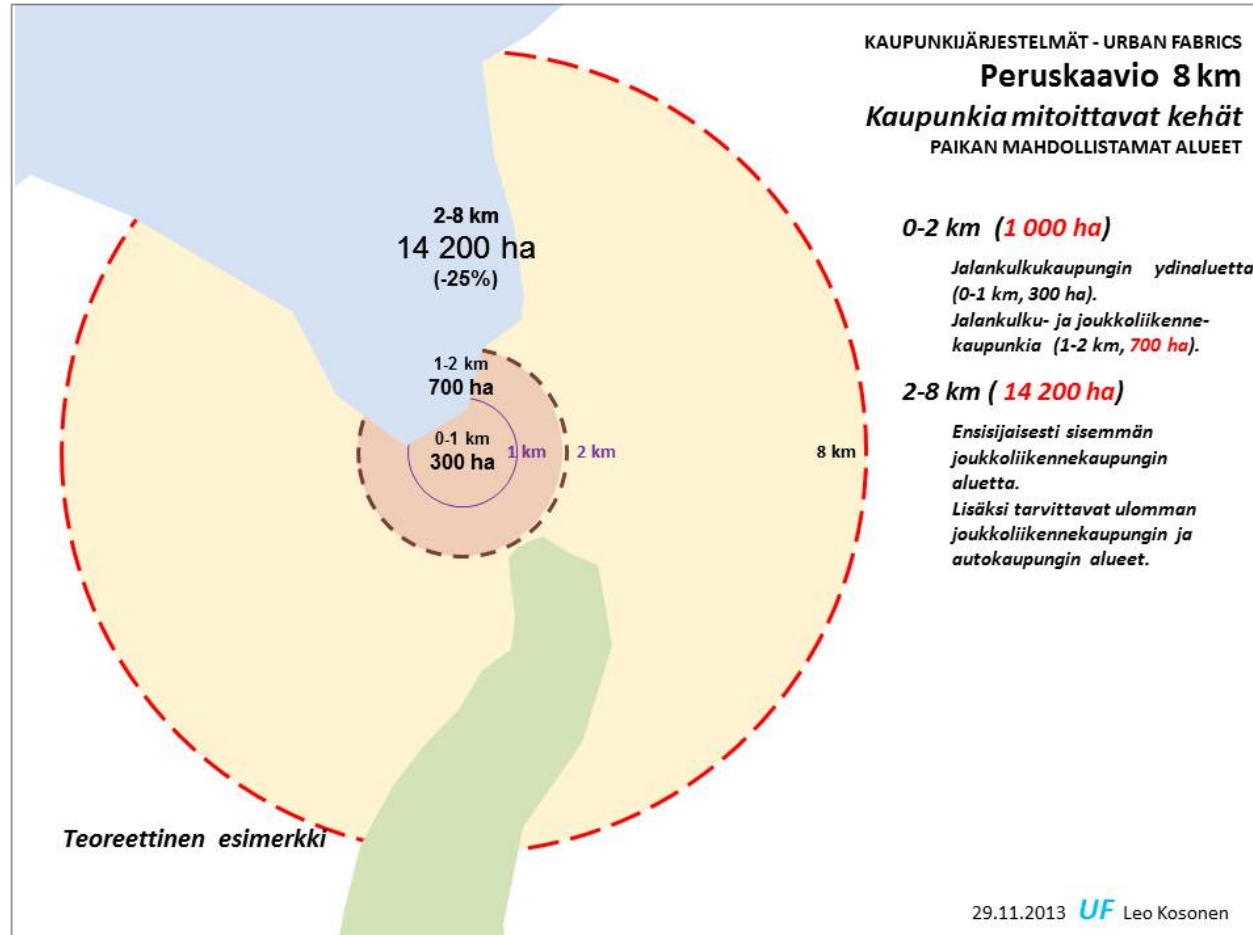 KAUPUNKIJÄRJESTELMÄT - URBAN FABRICS
Peruskaavio 8 km
Kaupunkia mitoittavat kehät
PAIKAN MAHDOLLISTAMAT ALUEET
0-2 km (1 000 ha)
Jalankulkukaupungin ydinaluetta
(0-1 km, 300 ha).
Jalankulku- ja joukkoliikenne-
kaupunkia (1-2 km, 700 ha).
2-8 km ( 14 200 ha)
Ensisijaisesti sisemmän
joukkoliikennekaupungin
aluetta.
Lisäksi tarvittavat ulomman
joukkoliikennekaupungin ja
autokaupungin alueet.
2-8 km
14 200 ha
(-25%)
1-2 km
700 ha
0-1 km
300 ha
1 km
2 km
8 km
Teoreettinen esimerkki
29.11.2013 UF Leo Kosonen